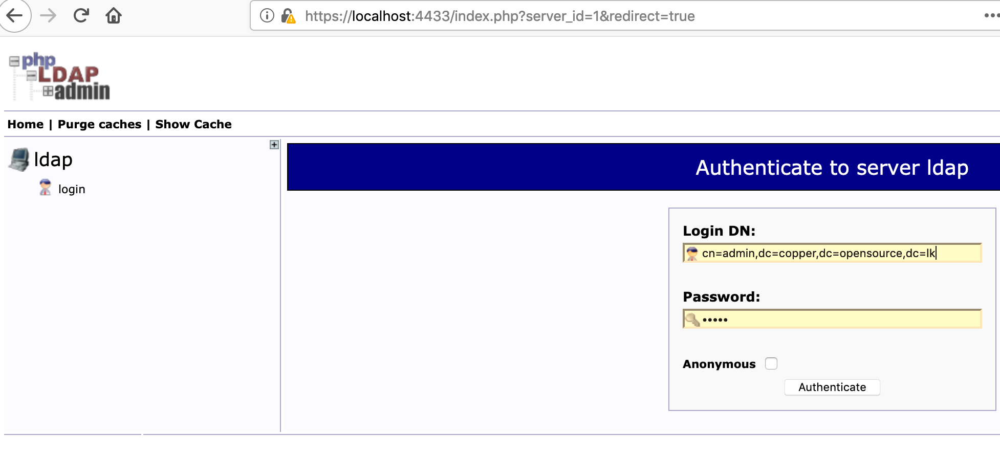 https://localhost:4433/index.php?server_id=1&redirect=true
php
LDAP
admin
Home | Purge caches | Show Cache
ldap
login
Authenticate to server ldap
Login DN:
cn=admin,dc=copper,dc=opensource,dc=lk
Password:
•••••
Anonymous
Authenticate